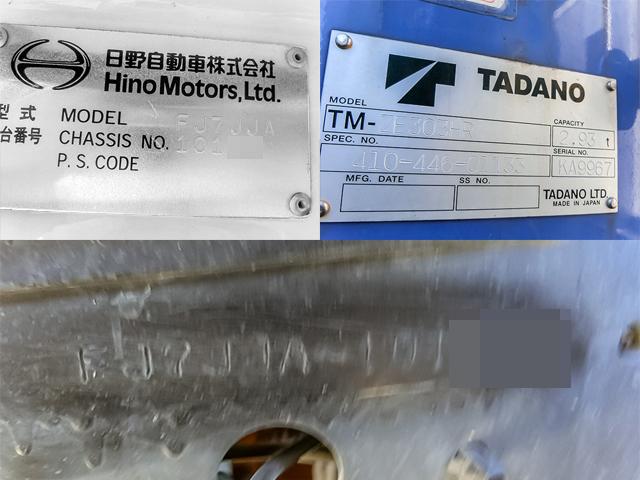 日野自動車株式会社
Hino Motors, Ltd.
型式 MODEL FJ7JJA
台番号 CHASSIS NO. 101
P. S. CODE
TADANO
MODEL
TM-ZE303HR
CAPACITY
2.93 t
SPEC. NO.
SERIAL NO.
KA9967
MFG. DATE
SS NO.
TADANO LTD.
MADE IN JAPAN
FJ7JJA-101